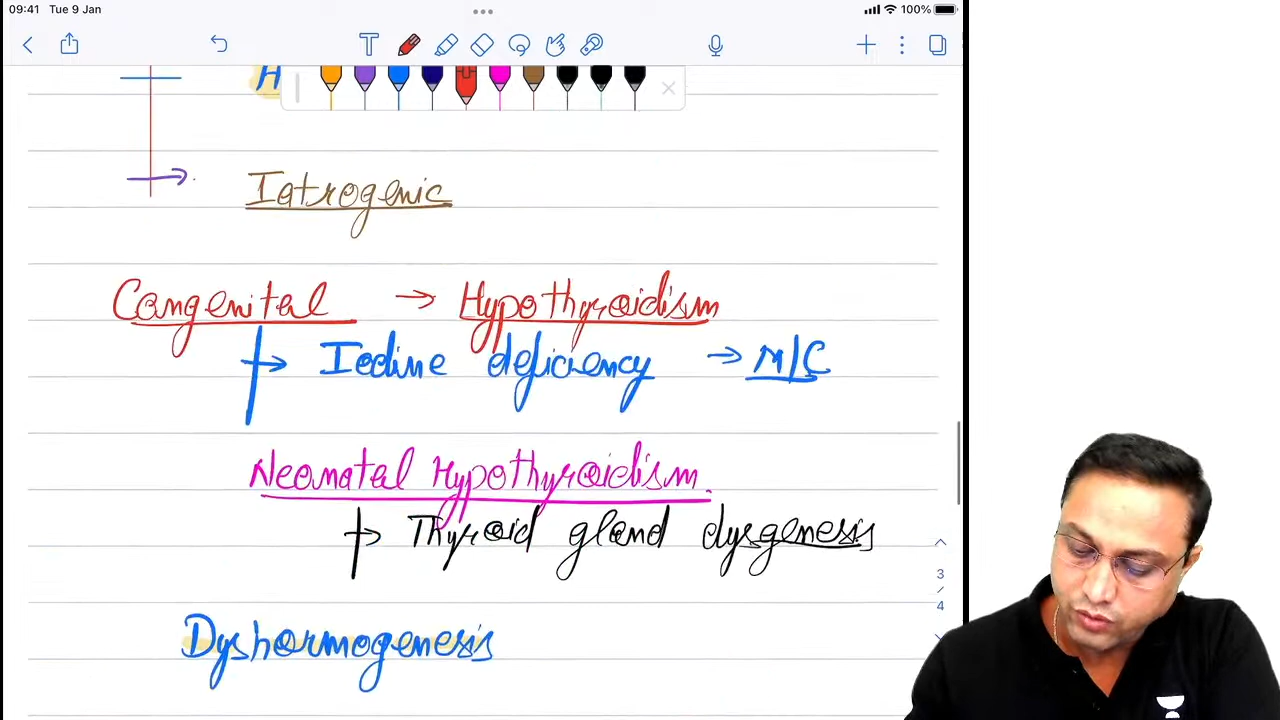 09:41 Tue 9 Jan 100%
T
H
Iatrogenic
Congenital → Hypothyroidism
→ Iodine deficiency → M/C
Neonatal Hypothyroidism.
→ Thyroid gland dysgenesis
3
/
4
Dyshormogenesis